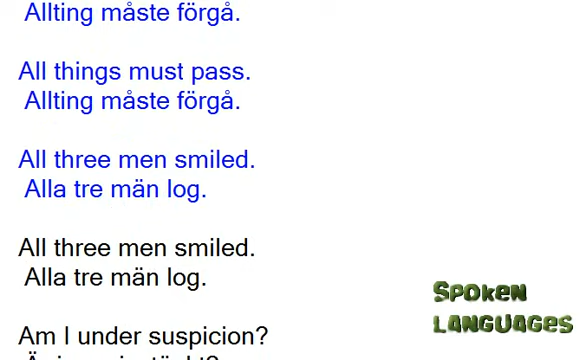 Allting måste förgå.
All things must pass.
Allting måste förgå.
All three men smiled.
Alla tre män log.
All three men smiled.
Alla tre män log.
Am I under suspicion?
SPOKEN
LANGUAGES